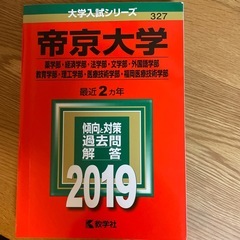 大学入試シリーズ
327
帝京大学
薬学部・経済学部・法学部・文学部・外国語学部
教育学部・理工学部・医療技術学部・福岡医療技術学部
最近2カ年
傾向と対策
過去問
解答
2019
教学社